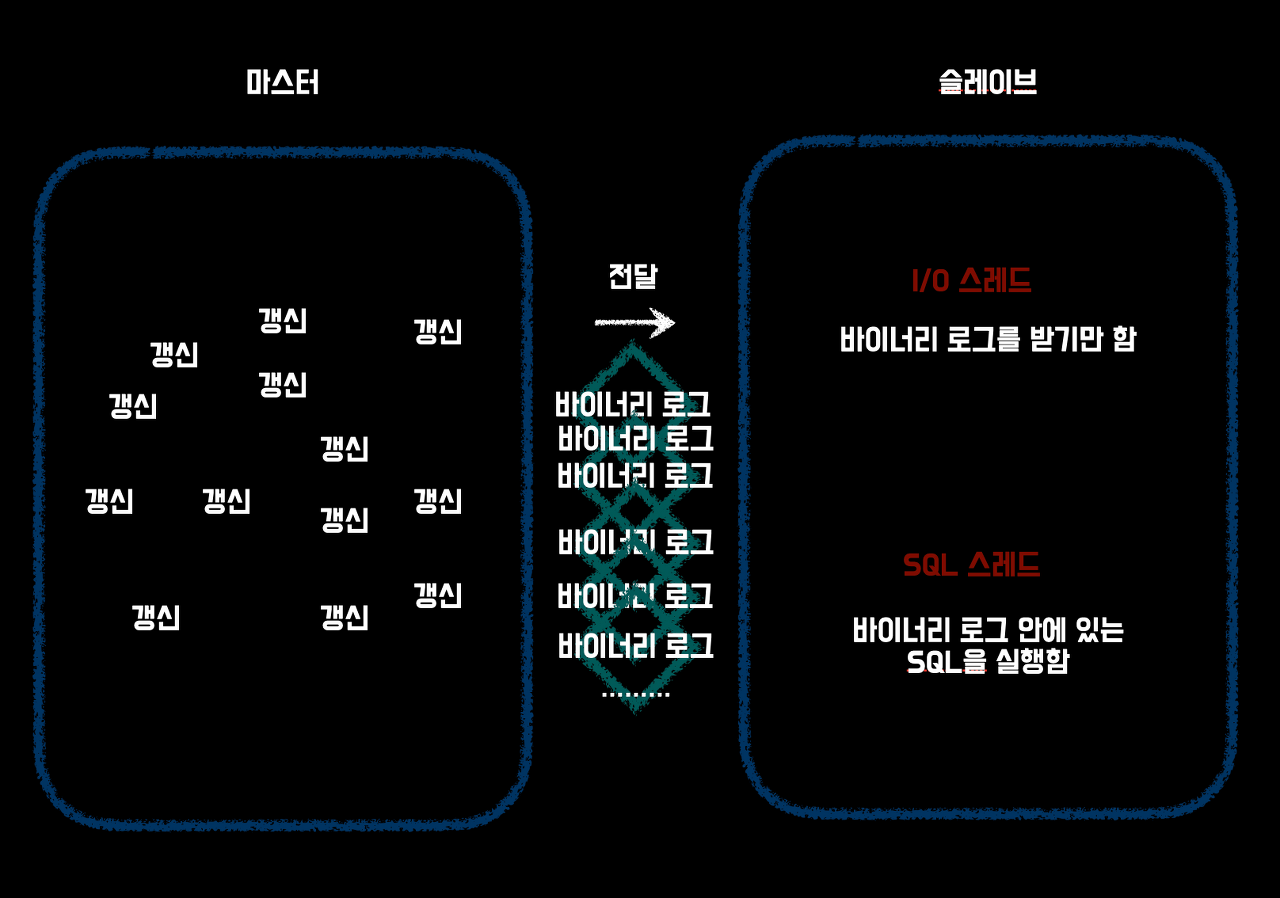 마스터
슬레이브
갱신
갱신
갱신
갱신
갱신
갱신
갱신
갱신
갱신
갱신
갱신
갱신
갱신
전달
바이너리 로그
바이너리 로그
바이너리 로그
바이너리 로그
바이너리 로그
바이너리 로그
.........
I/O 스레드
바이너리 로그를 받기만 함
SQL 스레드
바이너리 로그 안에 있는
SQL을 실행함